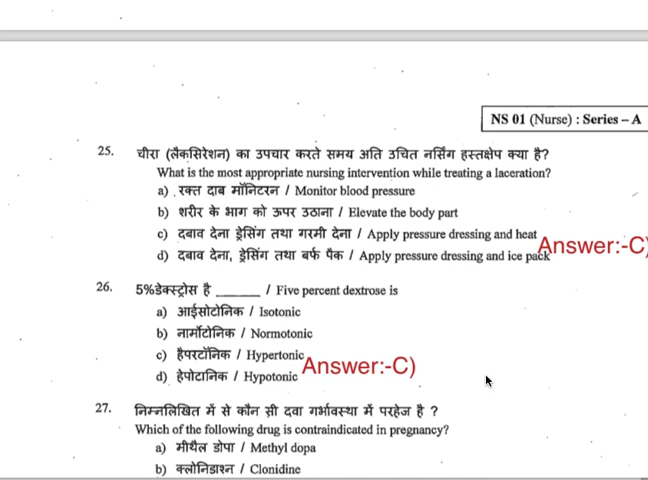 NS 01 (Nurse) : Series – A
25. चीरा (लैकसिरेशन) का उपचार करते समय अति उचित नर्सिंग हस्तक्षेप क्या है?
What is the most appropriate nursing intervention while treating a laceration?
a) रक्त दाब मॉनिटरन / Monitor blood pressure
b) शरीर के भाग को ऊपर उठाना / Elevate the body part
c) दबाव देना ड्रेसिंग तथा गरमी देना / Apply pressure dressing and heat
d) दबाव देना, ड्रेसिंग तथा बर्फ पैक / Apply pressure dressing and ice pack
Answer:-C)
26. 5%डेक्स्ट्रोस है ______ / Five percent dextrose is
a) आईसोटोनिक / Isotonic
b) नार्मोटोनिक / Normotonic
c) हैपरटॉनिक / Hypertonic
d) हेपोटानिक / Hypotonic
Answer:-C)
27. निम्नलिखित में से कौन सी दवा गर्भावस्था में परहेज है ?
Which of the following drug is contraindicated in pregnancy?
a) मीथैल डोपा / Methyl dopa
b) क्लोनिडाश्न / Clonidine